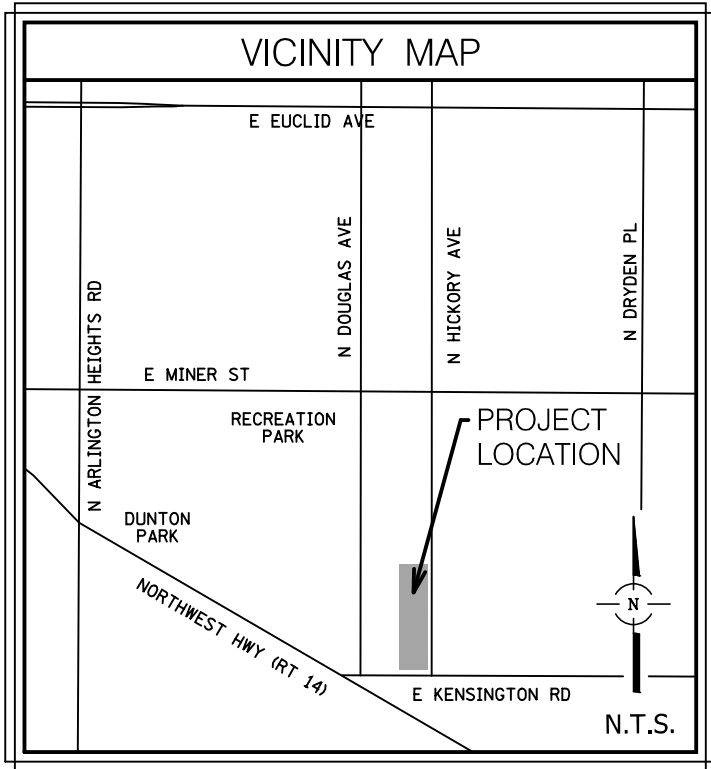 VICINITY MAP
E EUCLID AVE
N DOUGLAS AVE
N HICKORY AVE
N DRYDEN PL
N ARLINGTON HEIGHTS RD
E MINER ST
RECREATION
PARK
PROJECT
LOCATION
DUNTON
PARK
NORTHWEST HWY (RT 14)
N
E KENSINGTON RD
N.T.S.